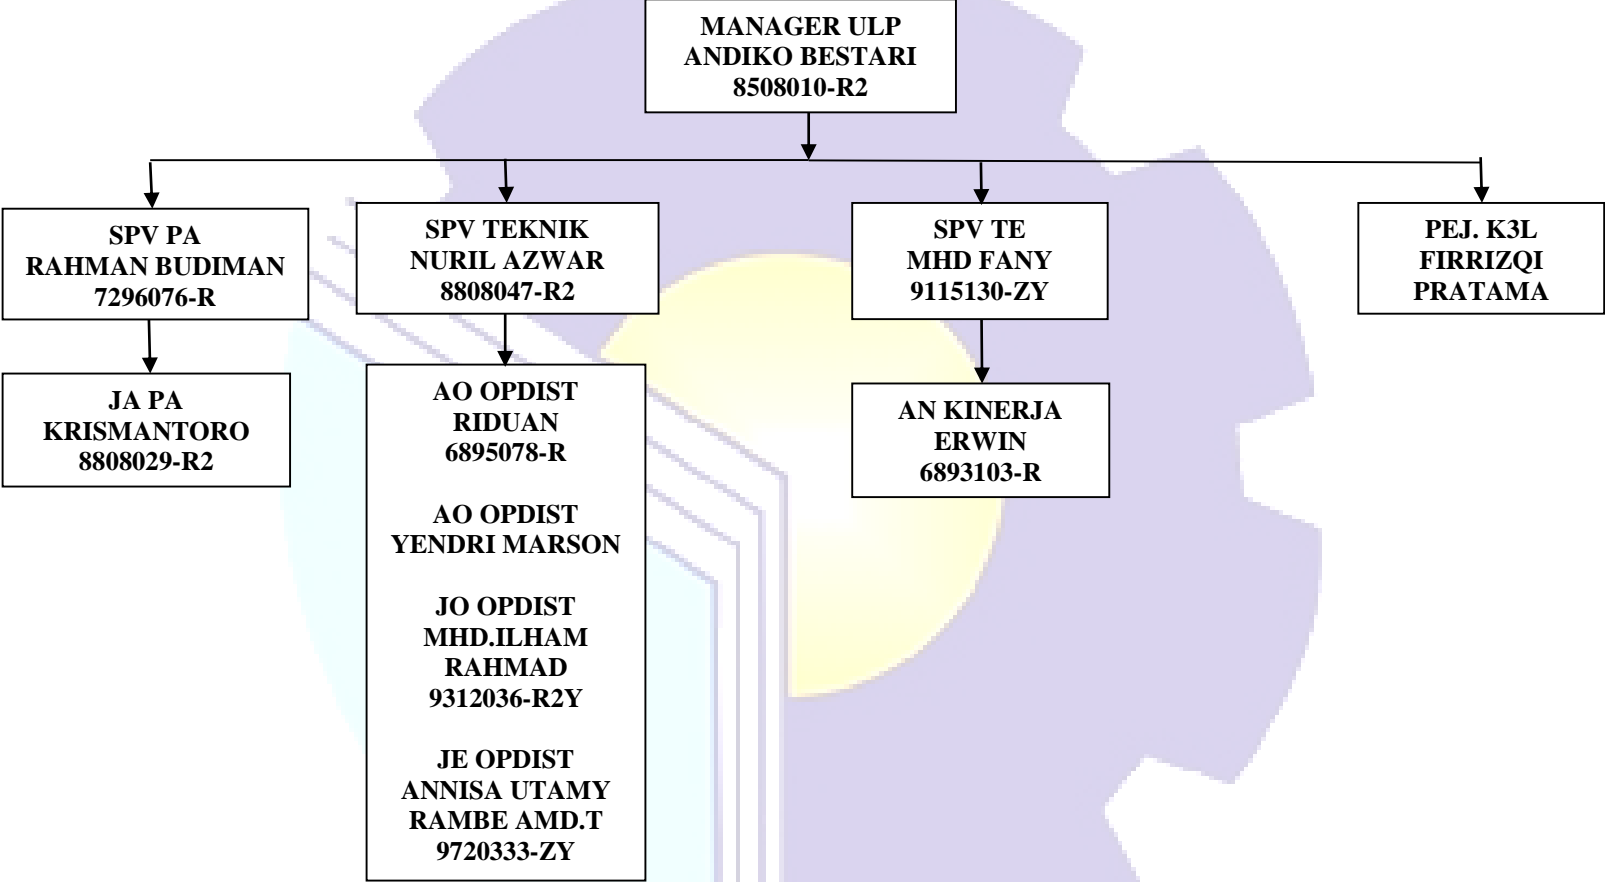 MANAGER ULP
ANDIKO BESTARI
8508010-R2
SPV PA
RAHMAN BUDIMAN
7296076-R
SPV TEKNIK
NURIL AZWAR
8808047-R2
SPV TE
MHD FANY
9115130-ZY
PEJ. K3L
FIRRIZQI
PRATAMA
JA PA
KRISMANTORO
8808029-R2
AO OPDIST
RIDUAN
6895078-R
AO OPDIST
YENDRI MARSON
JO OPDIST
MHD.ILHAM
RAHMAD
9312036-R2Y
JE OPDIST
ANNISA UTAMY
RAMBE AMD.T
9720333-ZY
AN KINERJA
ERWIN
6893103-R